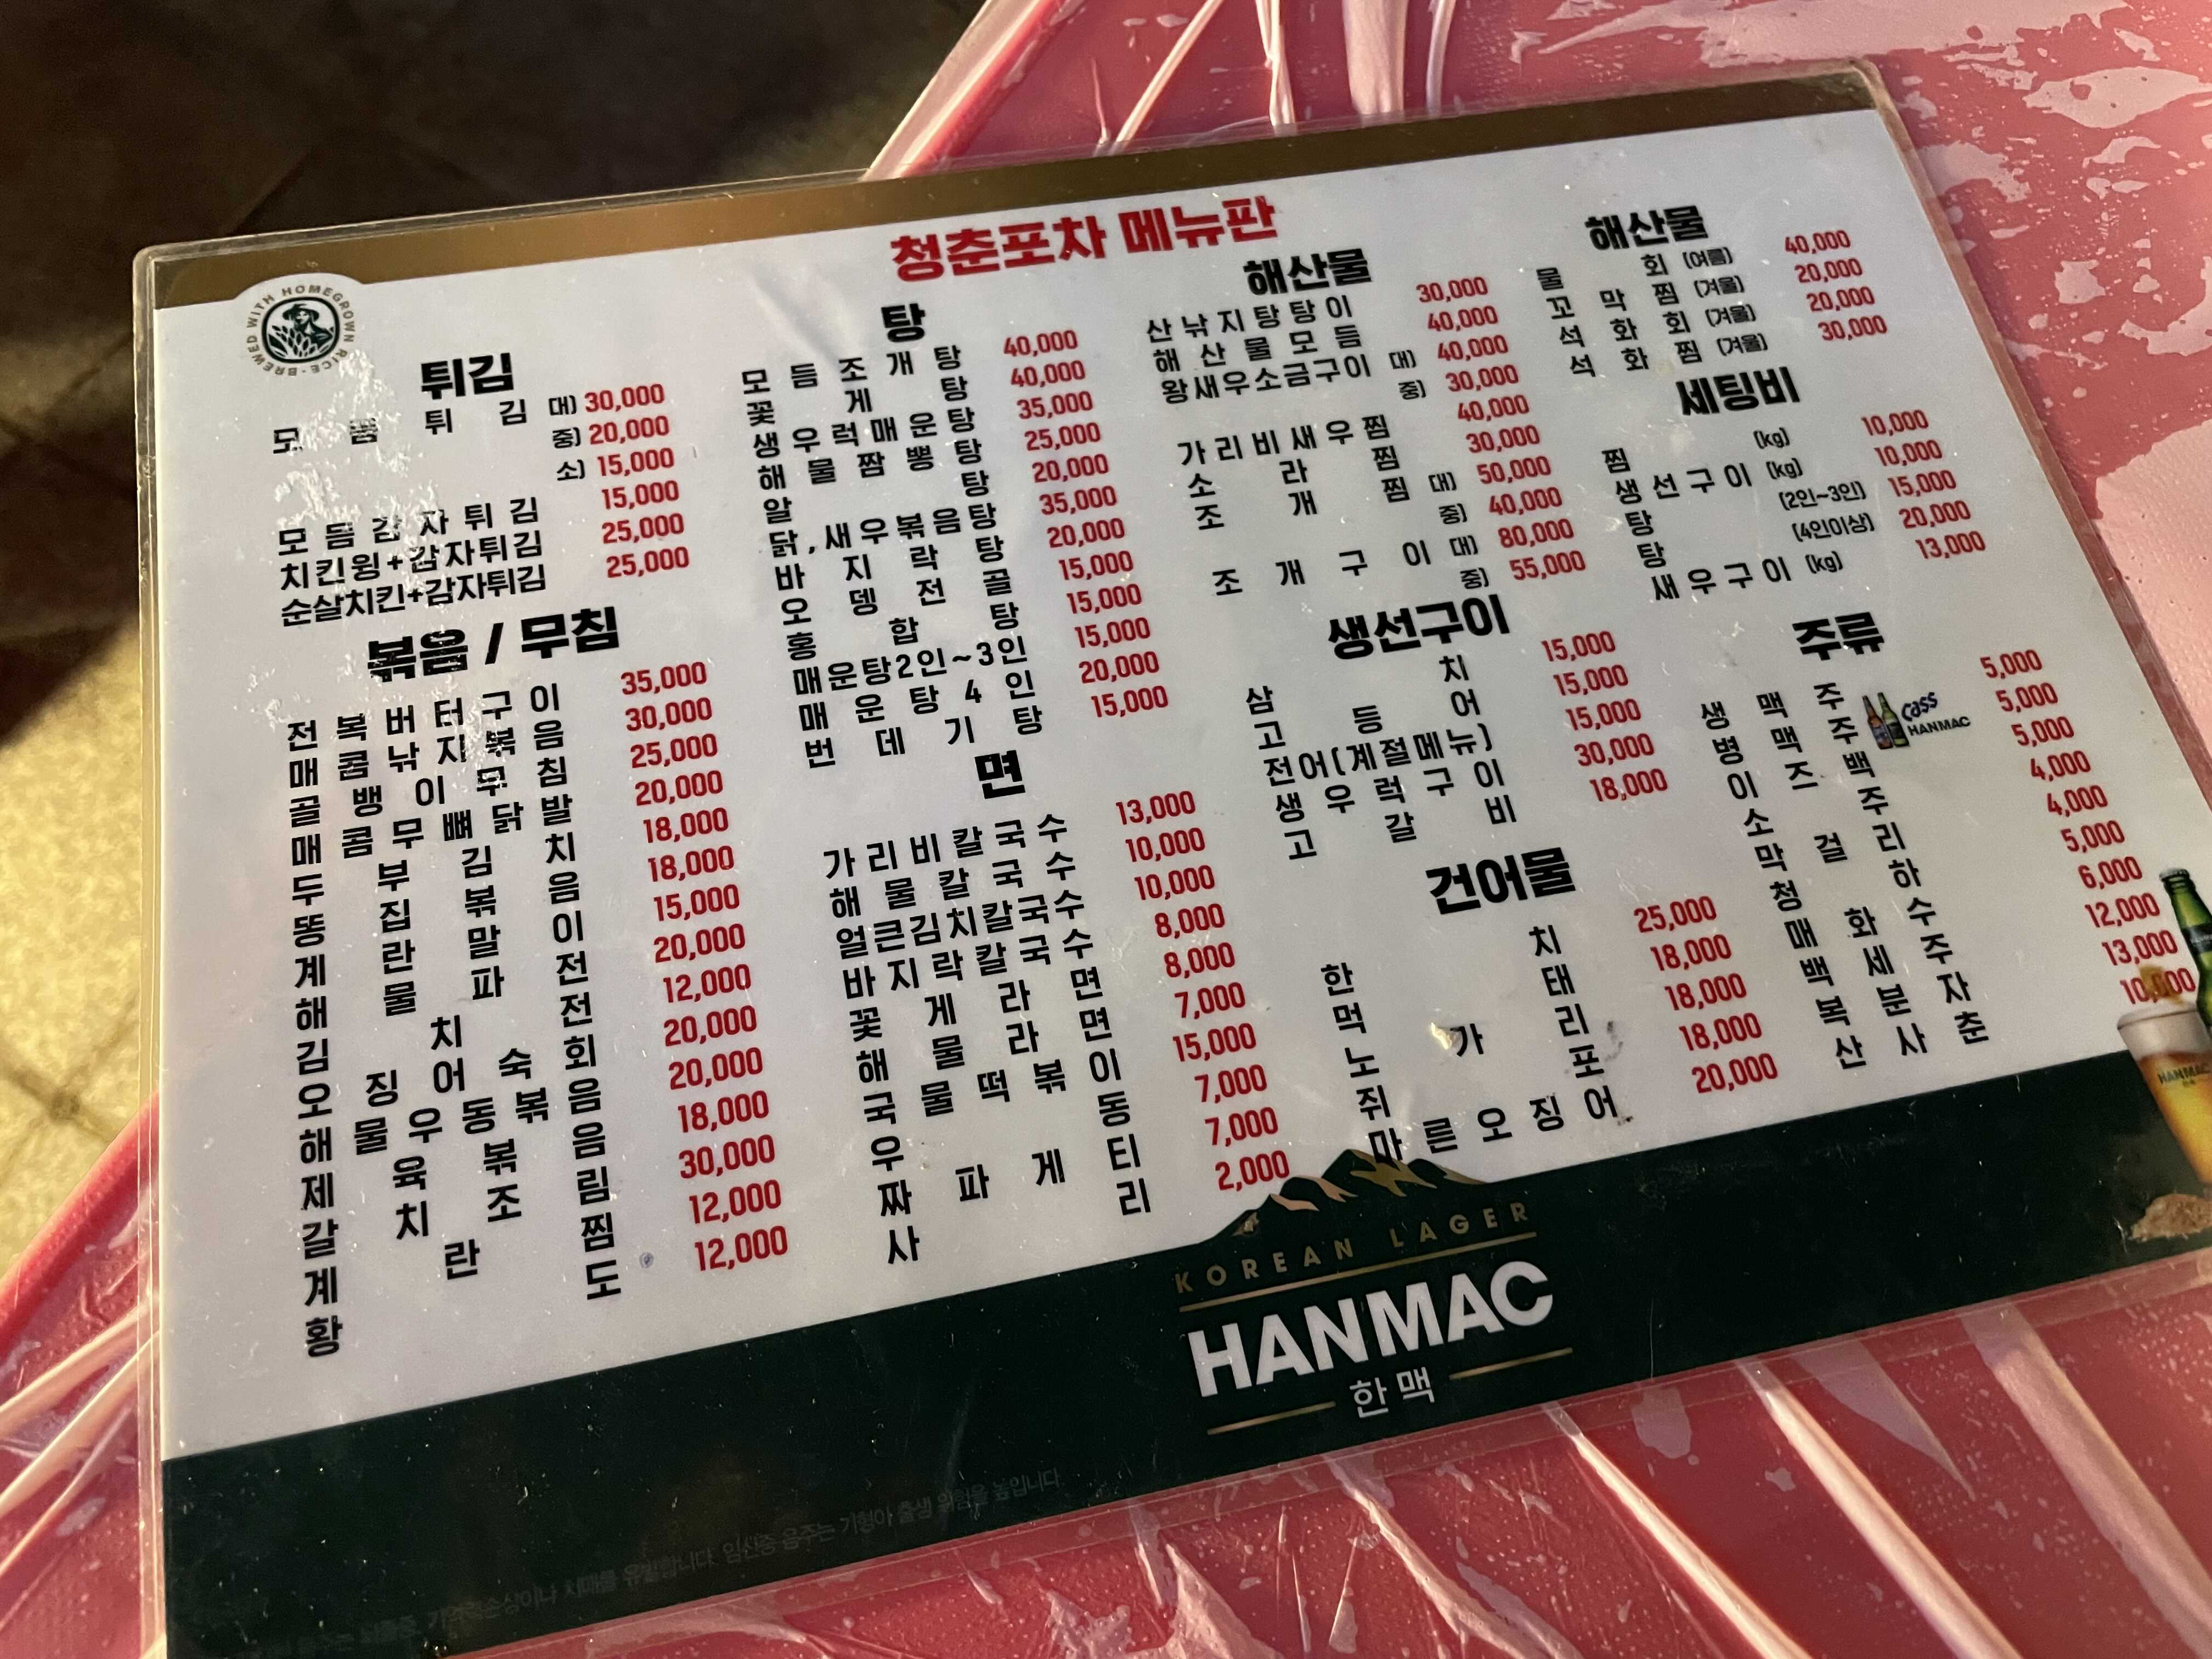 청춘포차 메뉴판
BREWED WITH HOMEGROWN RICE
튀김
모듬튀김 대) 30,000
중) 20,000
소) 15,000
모듬감자튀김 15,000
치킨윙+감자튀김 25,000
순살치킨+감자튀김 25,000
볶음 / 무침
전복버터구이 35,000
매콤낚지볶음 30,000
골뱅이무침 25,000
매콤무뼈닭발 20,000
두부김치 18,000
똥집볶음 18,000
계란말이 15,000
해물파전 20,000
김치전 12,000
오징어숙회 20,000
해물우동볶음 20,000
제육볶음 18,000
갈치조림 30,000
계란찜 12,000
황도 12,000
탕
모듬조개탕 40,000
꽃게탕 40,000
생우럭매운탕 35,000
해물짬뽕탕 25,000
알탕 20,000
닭,새우볶음탕 35,000
바지락탕 20,000
오뎅전골 15,000
홍합탕 15,000
매운탕2인~3인 15,000
매운탕4인 20,000
번데기탕 15,000
면
가리비칼국수 13,000
해물칼국수 10,000
얼큰김치칼국수 10,000
바지락칼국수 8,000
꽃게라면 8,000
해물라면 7,000
국물떡볶이 15,000
우동 7,000
짜파게티 7,000
사리 2,000
해산물
산낚지탕탕이 30,000
해산물모듬 40,000
왕새우소금구이 대) 40,000
중) 30,000
가리비새우찜 40,000
소라찜 30,000
조개찜 대) 50,000
중) 40,000
조개구이 대) 80,000
중) 55,000
생선구이
삼치 15,000
고등어 15,000
전어(계절메뉴) 15,000
생우럭구이 30,000
고갈비 18,000
건어물
한치 25,000
먹태 18,000
노가리 18,000
쥐포 18,000
마른오징어 20,000
해산물
물회 (여름) 40,000
꼬막찜 (겨울) 20,000
석화회 (겨울) 20,000
석화찜 (겨울) 30,000
세팅비
찜 (kg) 10,000
생선구이 (kg) 10,000
탕 (2인~3인) 15,000
탕 (4인이상) 20,000
새우구이 (kg) 13,000
주류
생맥주 5,000
병맥주 Cass HANMAC 5,000
이즈백 5,000
소주 4,000
막걸리 4,000
청하 5,000
매화수 6,000
백세주 12,000
복분자 13,000
산사춘 10,000
HANMAC
KOREAN LAGER
HANMAC
한맥
임신중 음주는 기형아 출생 위험을 높입니다.